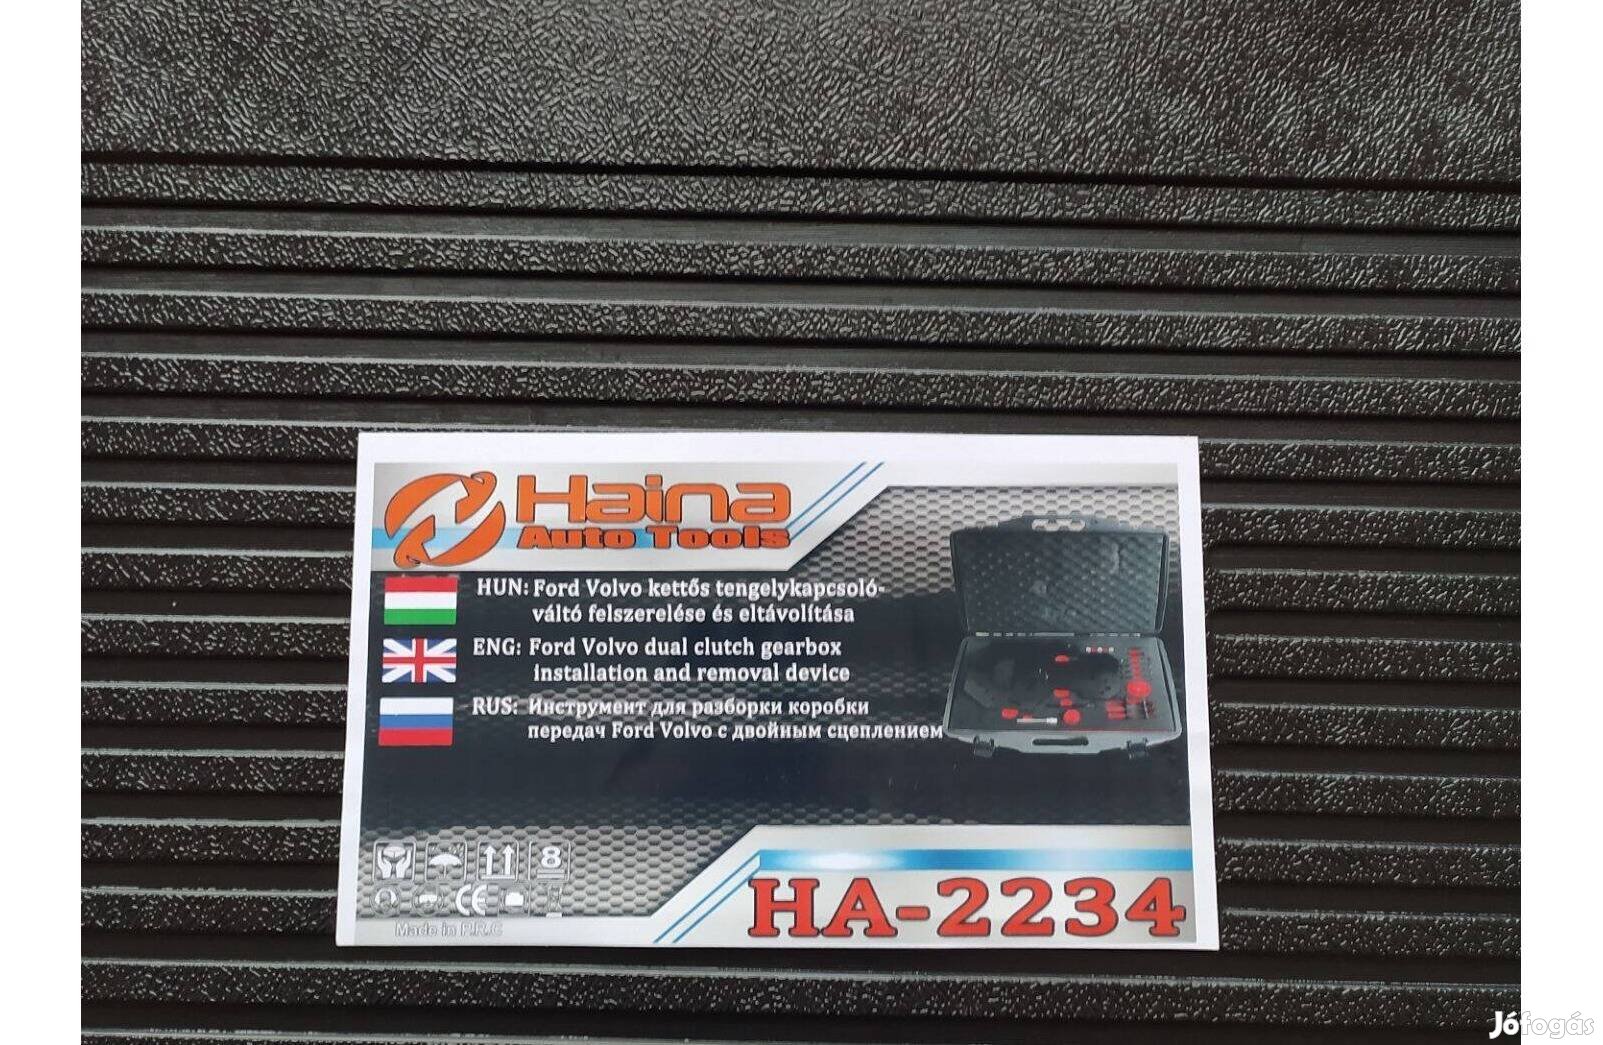 Haina
Auto Tools
HUN: Ford Volvo kettős tengelykapcsoló-
váltó felszerelése és eltávolítása
ENG: Ford Volvo dual clutch gearbox
installation and removal device
RUS: Инструмент для разборки коробки
передач Ford Volvo с двойным сцеплением
8
CE
Made in P.R.C
HA-2234
Jófogás